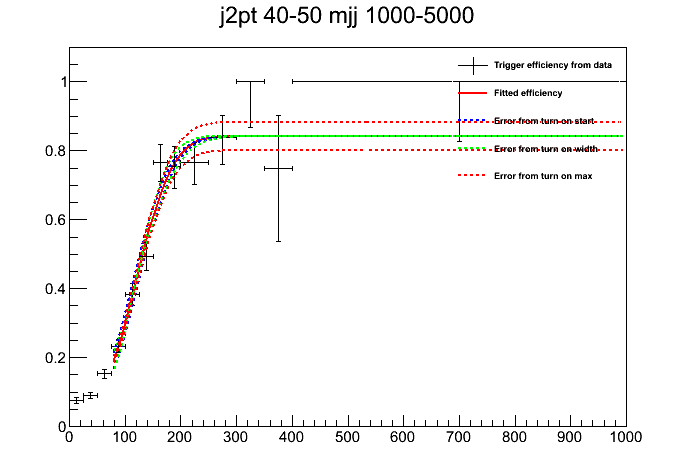 j2pt 40-50 mjj 1000-5000
Trigger efficiency from data
Fitted efficiency
Error from turn on start
Error from turn on width
Error from turn on max
1
0.8
0.6
0.4
0.2
0
0 100 200 300 400 500 600 700 800 900 1000